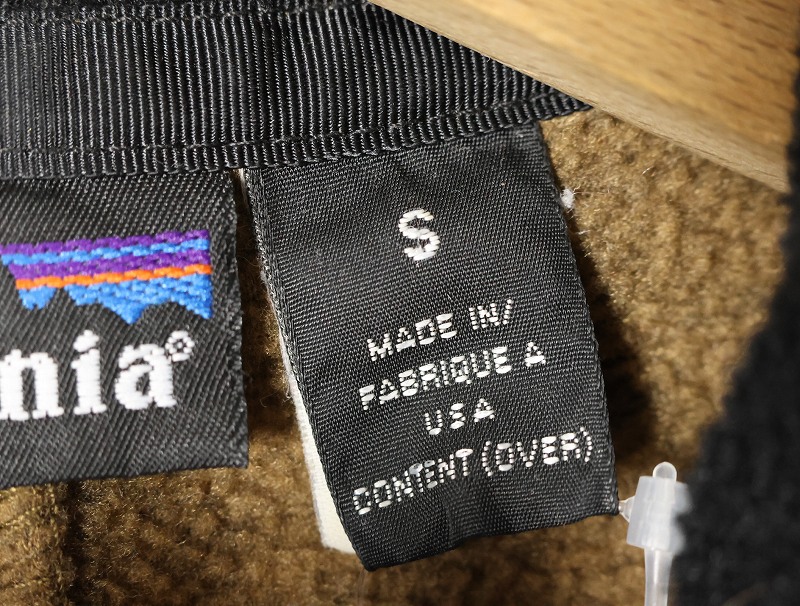 nia®
S
MADE IN/
FABRIQUE A
USA
CONTENT (OVER)